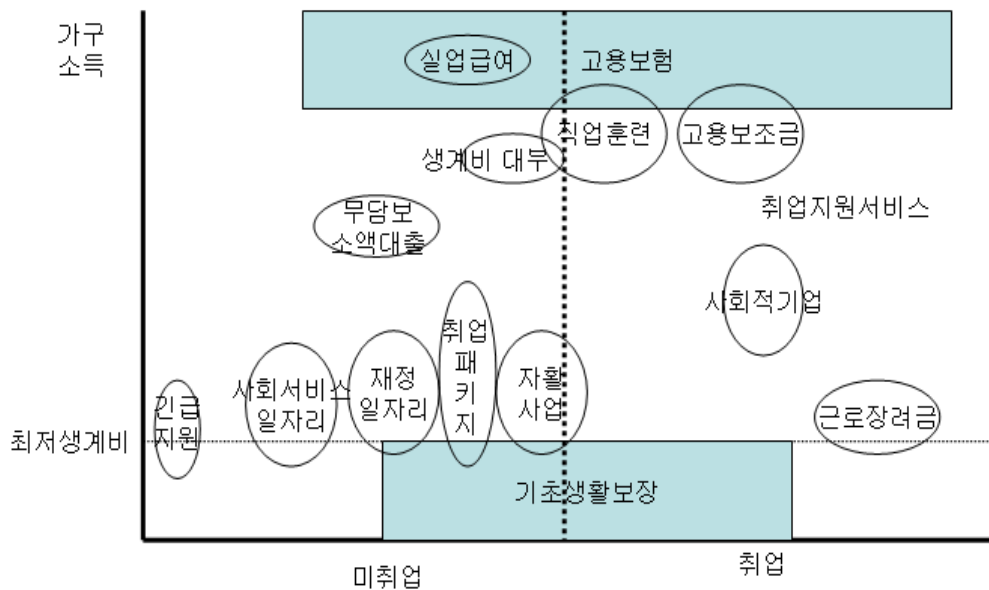 가구
소득
실업급여
고용보험
직업훈련
고용보조금
생계비 대부
취업지원서비스
무담보
소액대출
사회적기업
취업
패
키
지
재정
일자리
자활
사업
사회서비스
일자리
긴급
지원
근로장려금
최저생계비
기초생활보장
미취업
취업